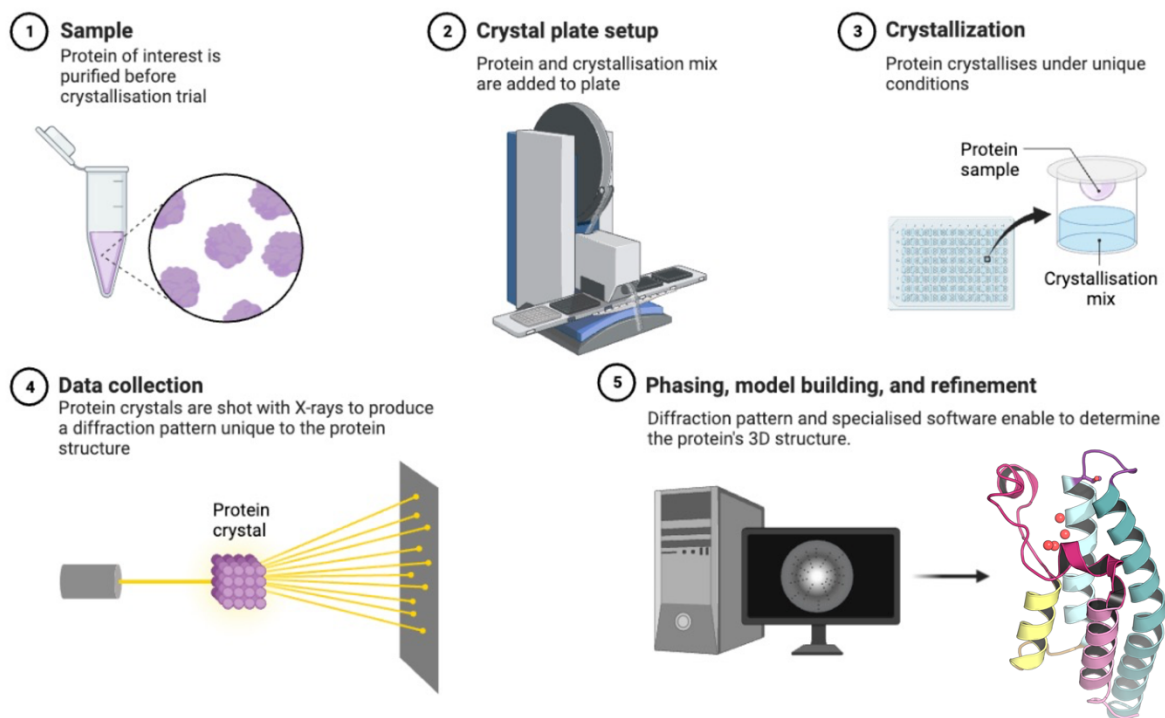 1 Sample
Protein of interest is
purified before
crystallisation trial
2 Crystal plate setup
Protein and crystallisation mix
are added to plate
3 Crystallization
Protein crystallises under unique
conditions
Protein
sample
Crystallisation
mix
4 Data collection
Protein crystals are shot with X-rays to produce
a diffraction pattern unique to the protein
structure
Protein
crystal
5 Phasing, model building, and refinement
Diffraction pattern and specialised software enable to determine
the protein's 3D structure.